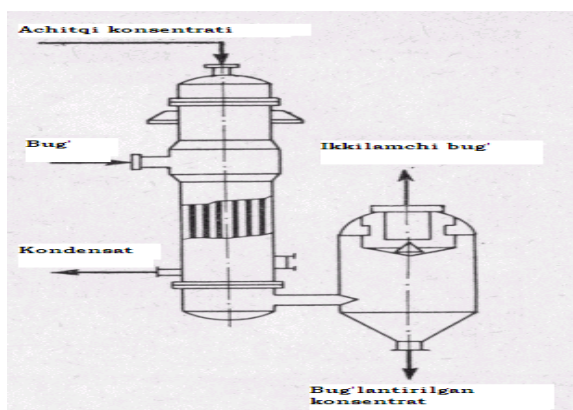 Achitqi konsentrati
Bug'
Ikkilamchi bug'
Kondensat
Bug'lantirilgan
konsentrat